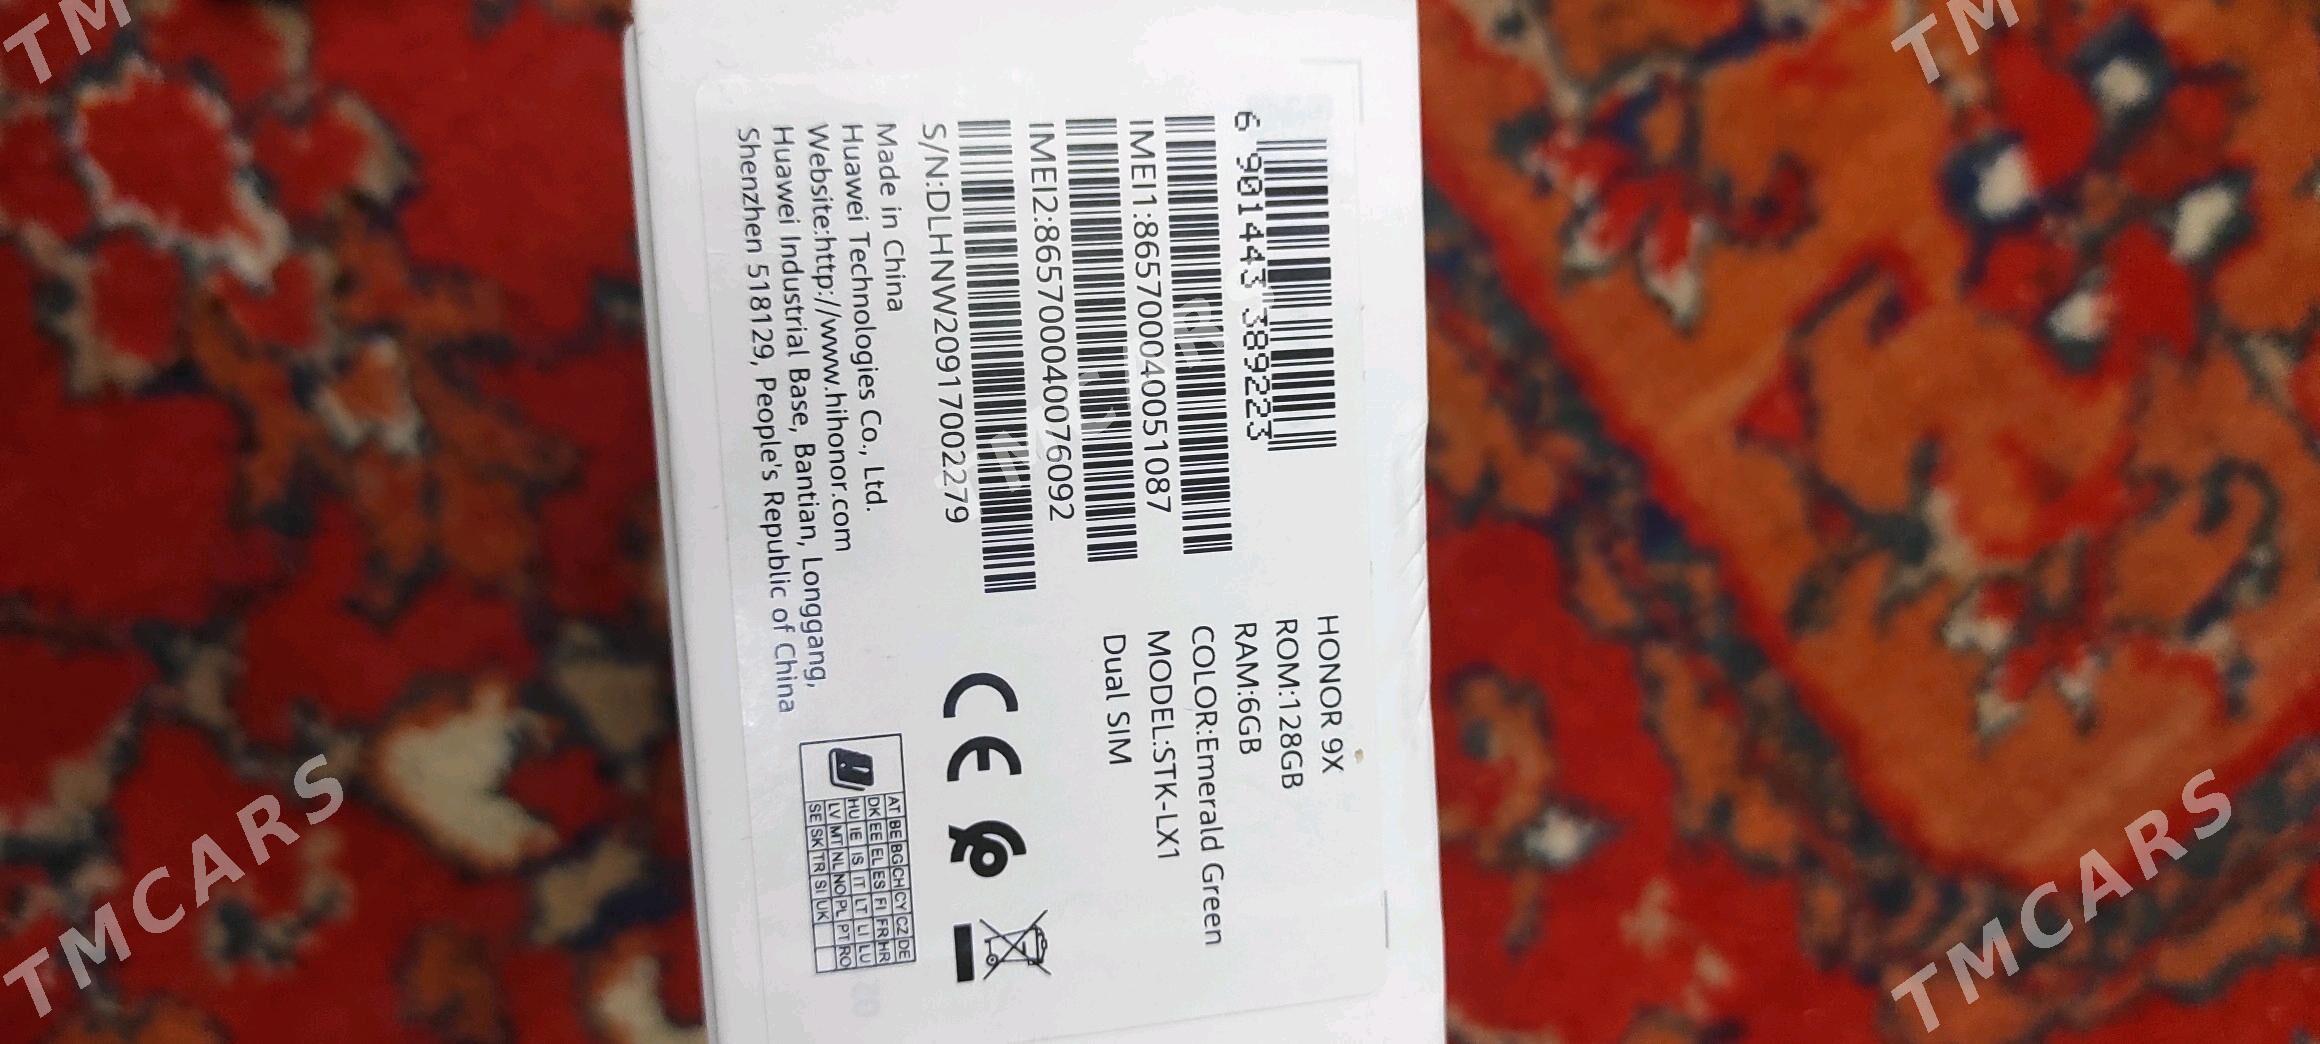 HONOR 9X
ROM:128GB
RAM:6GB
COLOR:Emerald Green
MODEL:STK-LX1
Dual SIM
6 901443 389223
IMEI1:865700040051087
IMEI2:865700040076092
S/N:DLHNW20917002279
Made in China
Huawei Technologies Co., Ltd.
Website:http://www.hihonor.com
Huawei Industrial Base, Bantian, Longgang,
Shenzhen 518129, People's Republic of China
CE
AT BE BG CH CY CZ DE
DK EE EL ES FI FR HR
HU IE IS IT LT LI LU
LV MT NL NO PL PT RO
SE SK TR SI UK
TM
TM
TMCARS
TMCARS